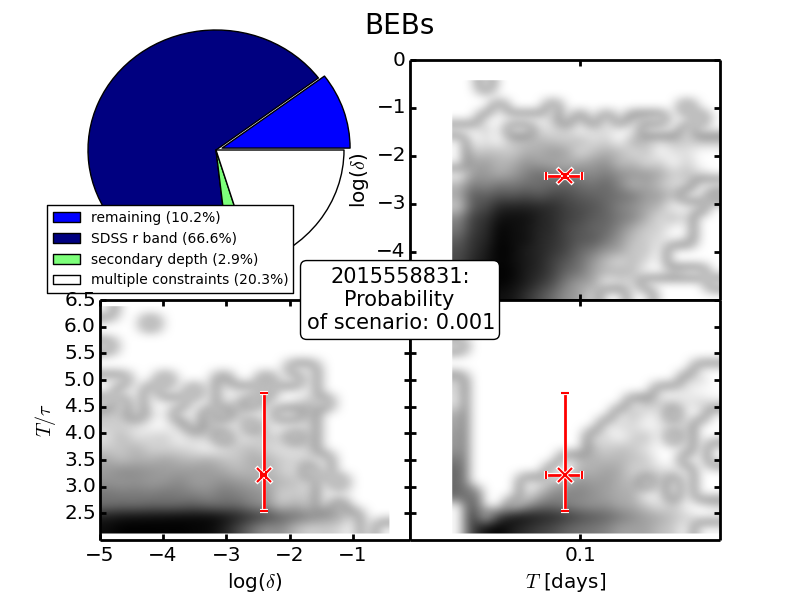 BEBs
remaining (10.2%)
SDSS r band (66.6%)
secondary depth (2.9%)
multiple constraints (20.3%)
0
−1
−2
−3
−4
log(δ)
2015558831:
Probability
of scenario: 0.001
6.5
6.0
5.5
5.0
4.5
4.0
3.5
3.0
2.5
T/τ
−5 −4 −3 −2 −1
log(δ)
0.1
T [days]